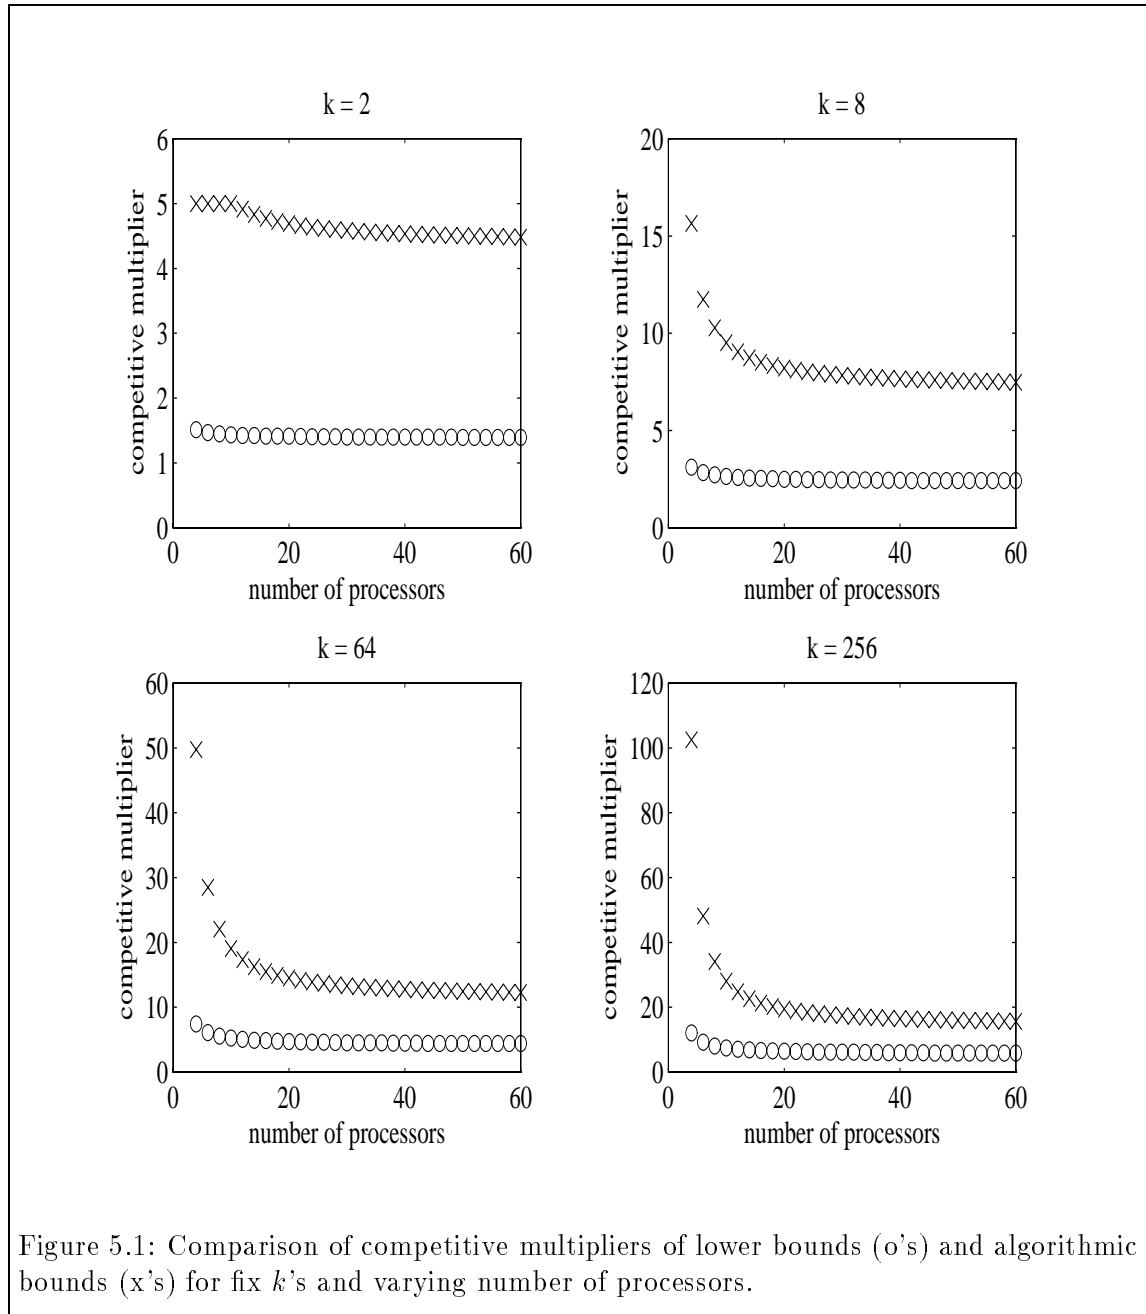 k = 2
6
5
4
3
2
1
0
competitive multiplier
0 20 40 60
number of processors
k = 8
20
15
10
5
0
competitive multiplier
0 20 40 60
number of processors
k = 64
60
50
40
30
20
10
0
competitive multiplier
0 20 40 60
number of processors
k = 256
120
100
80
60
40
20
0
competitive multiplier
0 20 40 60
number of processors
Figure 5.1: Comparison of competitive multipliers of lower bounds (o's) and algorithmic
bounds (x's) for fix k's and varying number of processors.